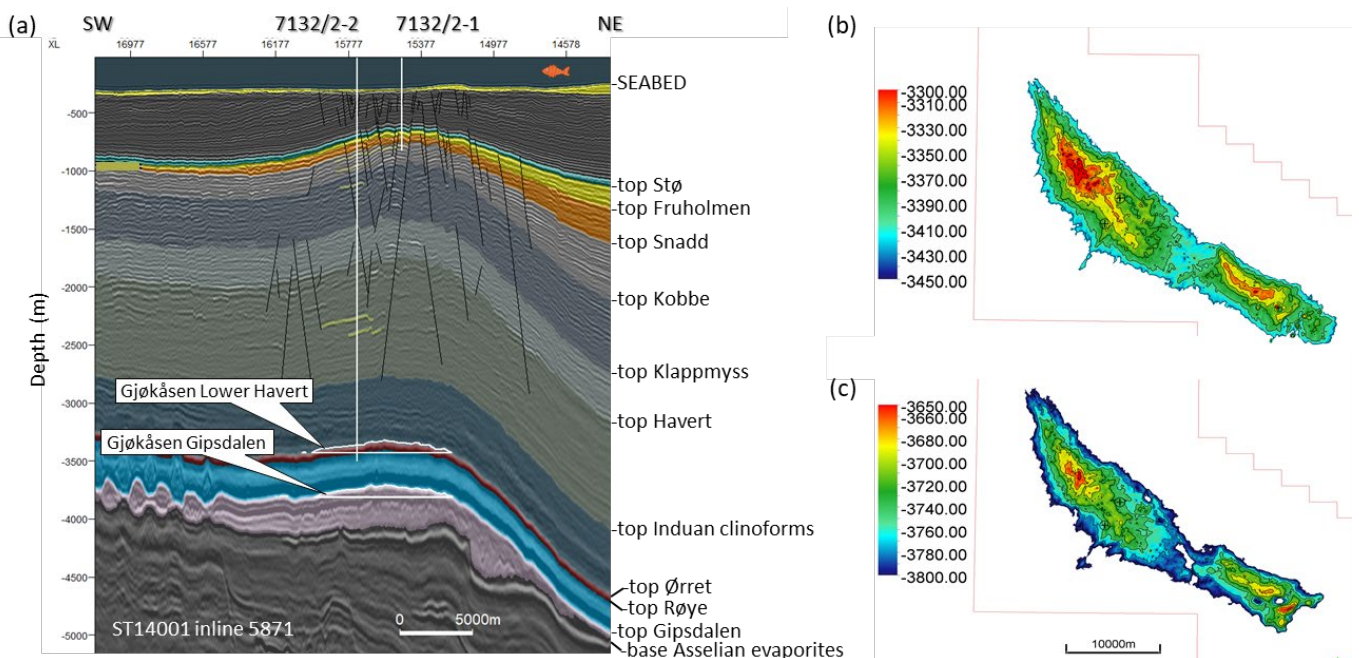 (a) SW 7132/2-2 7132/2-1 NE
XL 16977 16577 16177 15777 15377 14977 14578
SEABED
-500
-1000
top Stø
top Fruholmen
-1500
top Snadd
-2000
top Kobbe
Depth (m)
-2500
top Klappmyss
Gjøkåsen Lower Havert
-3000
top Havert
Gjøkåsen Gipsdalen
-3500
-4000
top Induan clinoforms
-4500
top Ørret
top Røye
ST14001 inline 5871
0 5000m
top Gipsdalen
-5000
base Asselian evaporites
(b)
-3300.00
-3310.00
-3330.00
-3350.00
-3370.00
-3390.00
-3410.00
-3430.00
-3450.00
(c)
-3650.00
-3660.00
-3680.00
-3700.00
-3720.00
-3740.00
-3760.00
-3780.00
-3800.00
10000m